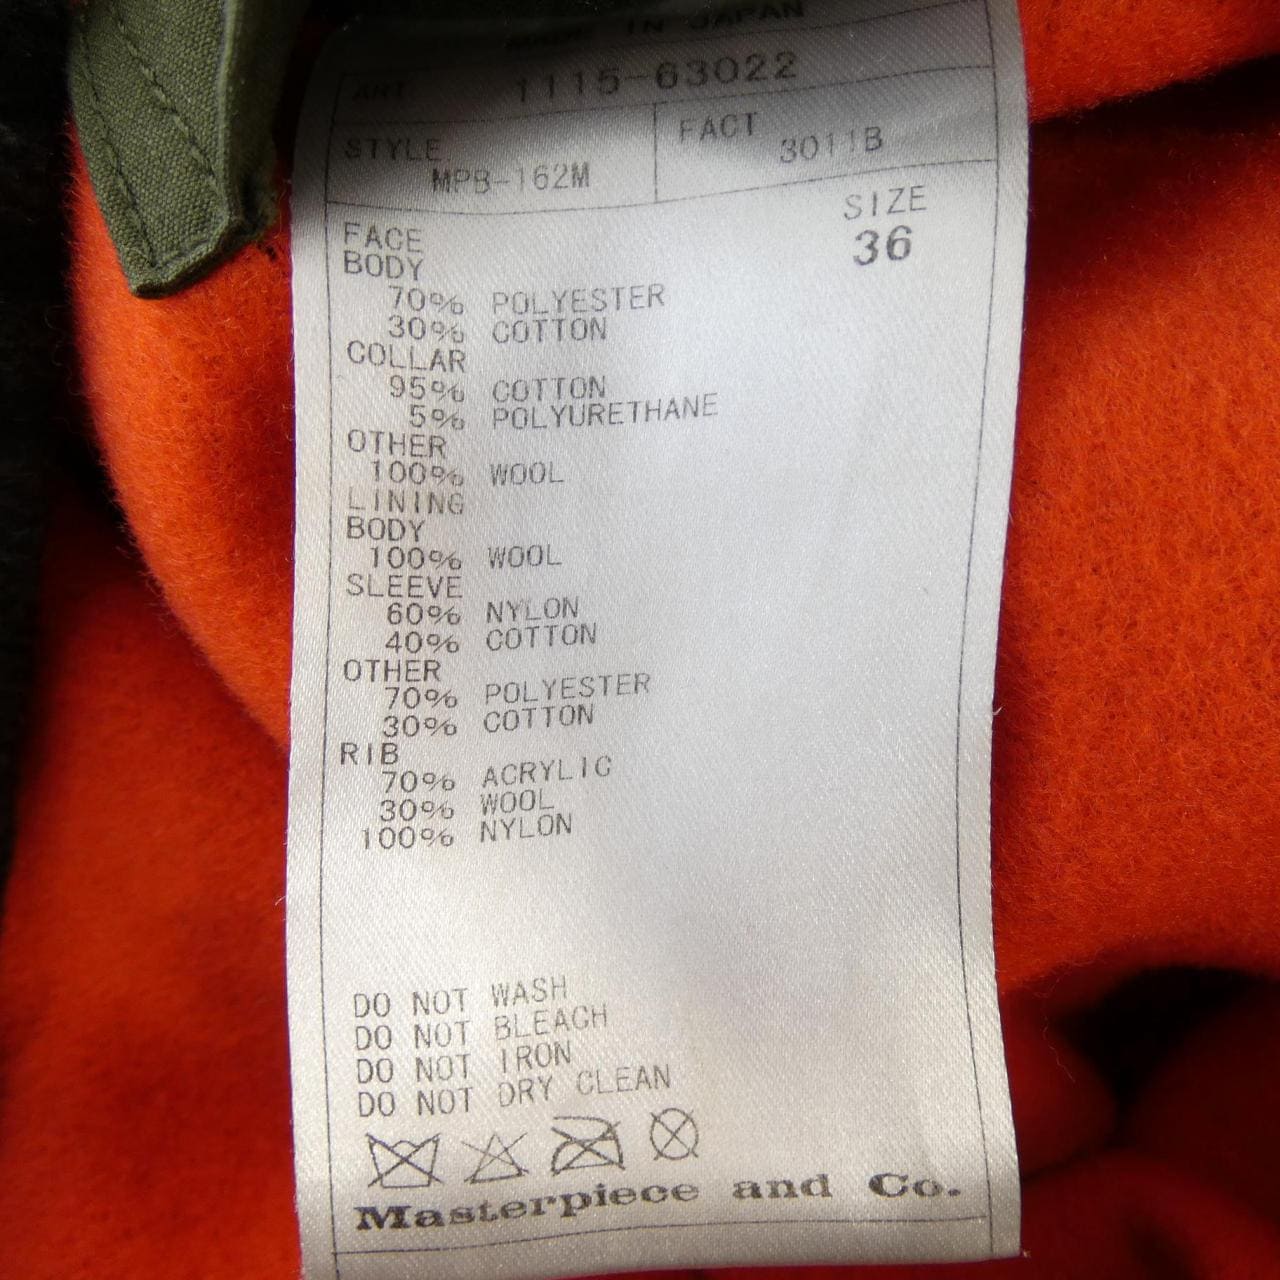 MADE IN JAPAN
ART 1115-63022
STYLE MPB-162M
FACT 3011B
SIZE
36
FACE
BODY
70% POLYESTER
30% COTTON
COLLAR
95% COTTON
5% POLYURETHANE
OTHER
100% WOOL
LINING
BODY
100% WOOL
SLEEVE
60% NYLON
40% COTTON
OTHER
70% POLYESTER
30% COTTON
RIB
70% ACRYLIC
30% WOOL
100% NYLON
DO NOT WASH
DO NOT BLEACH
DO NOT IRON
DO NOT DRY CLEAN
Masterpiece and Co.